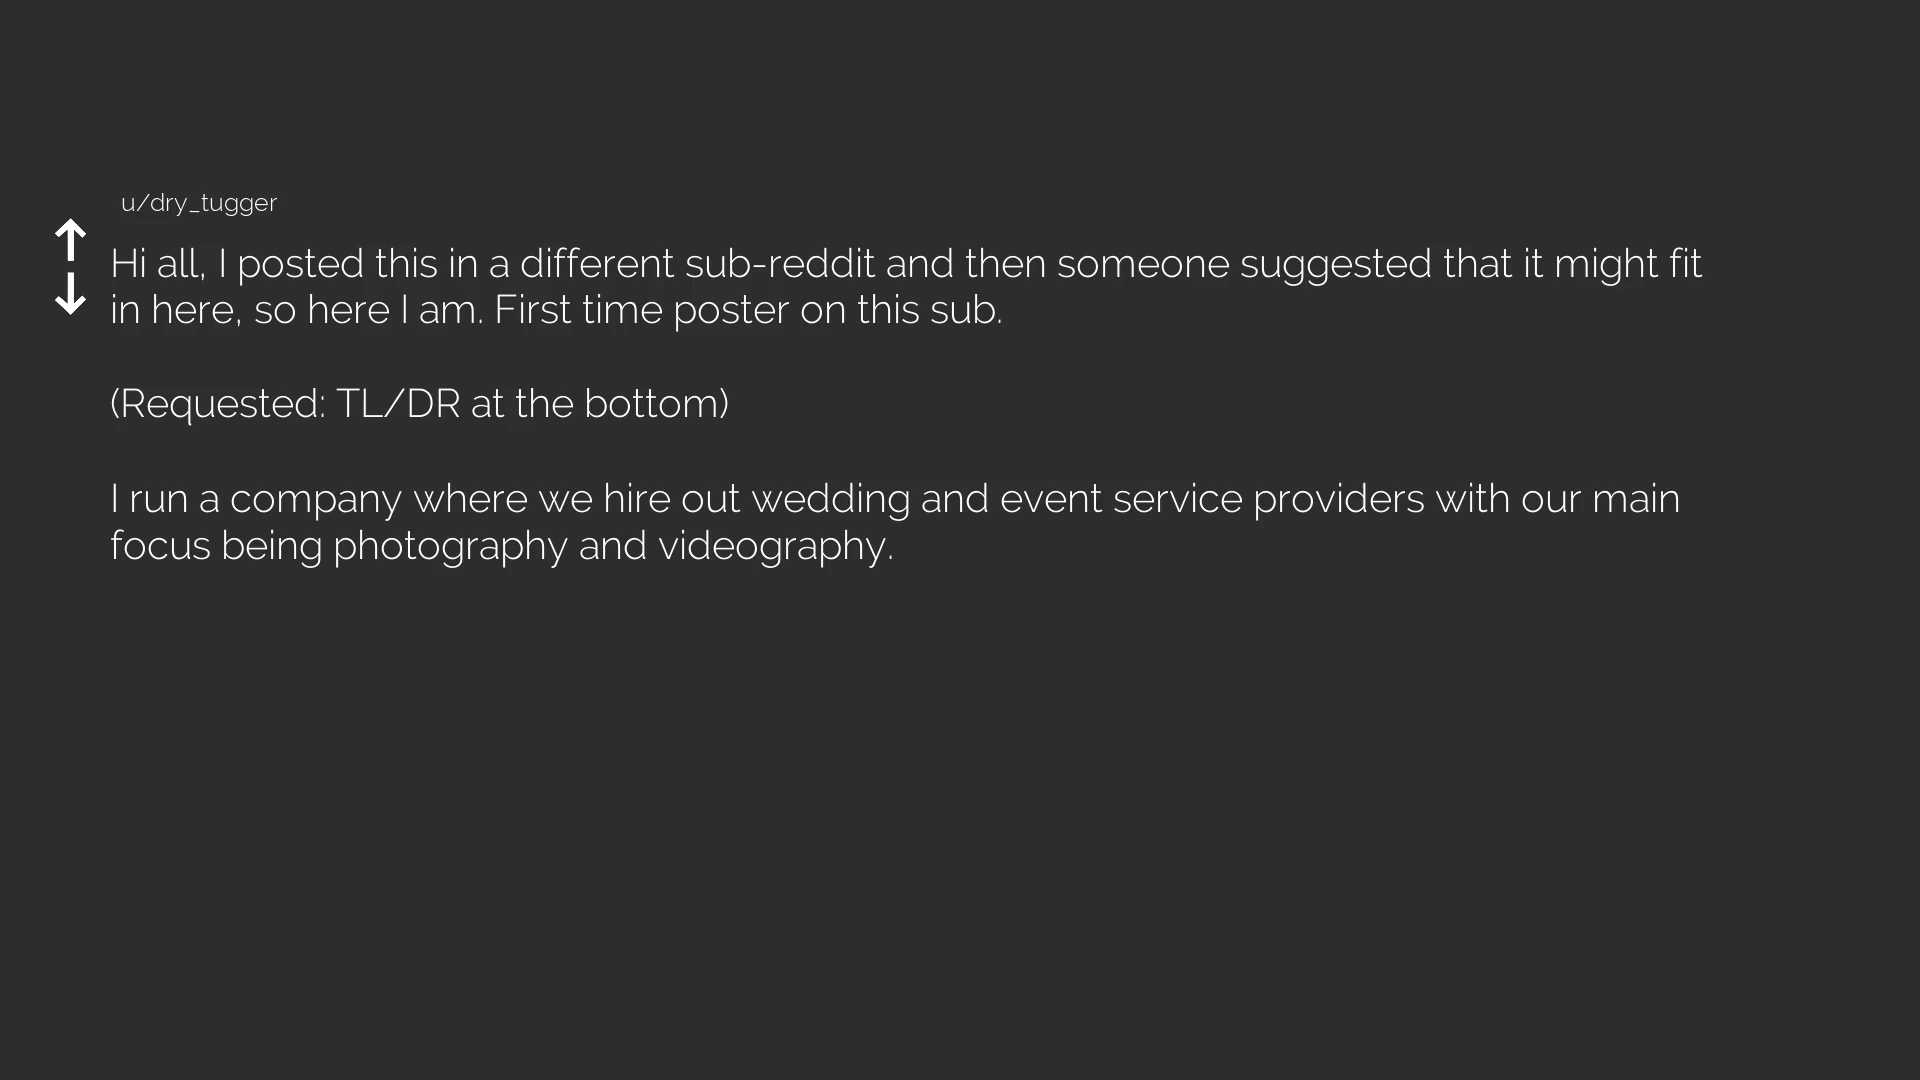 u/dry_tugger
Hi all, I posted this in a different sub-reddit and then someone suggested that it might fit
in here, so here I am. First time poster on this sub.
(Requested: TL/DR at the bottom)
I run a company where we hire out wedding and event service providers with our main
focus being photography and videography.